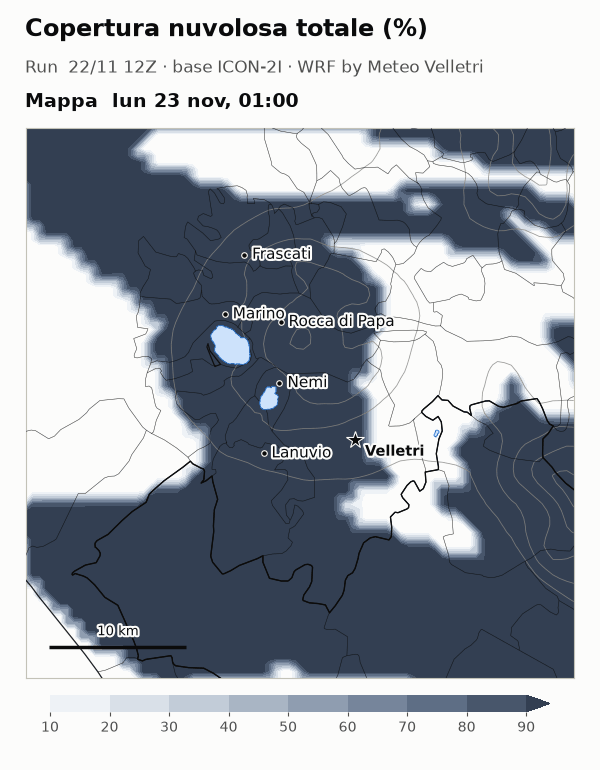 Copertura nuvolosa totale (%)
Run  22/11 12Z · base ICON-2I · WRF by Meteo Velletri
Mappa  lun 23 nov, 01:00
Frascati
Marino
Rocca di Papa
Nemi
Velletri
Lanuvio
10 km
10 20 30 40 50 60 70 80 90